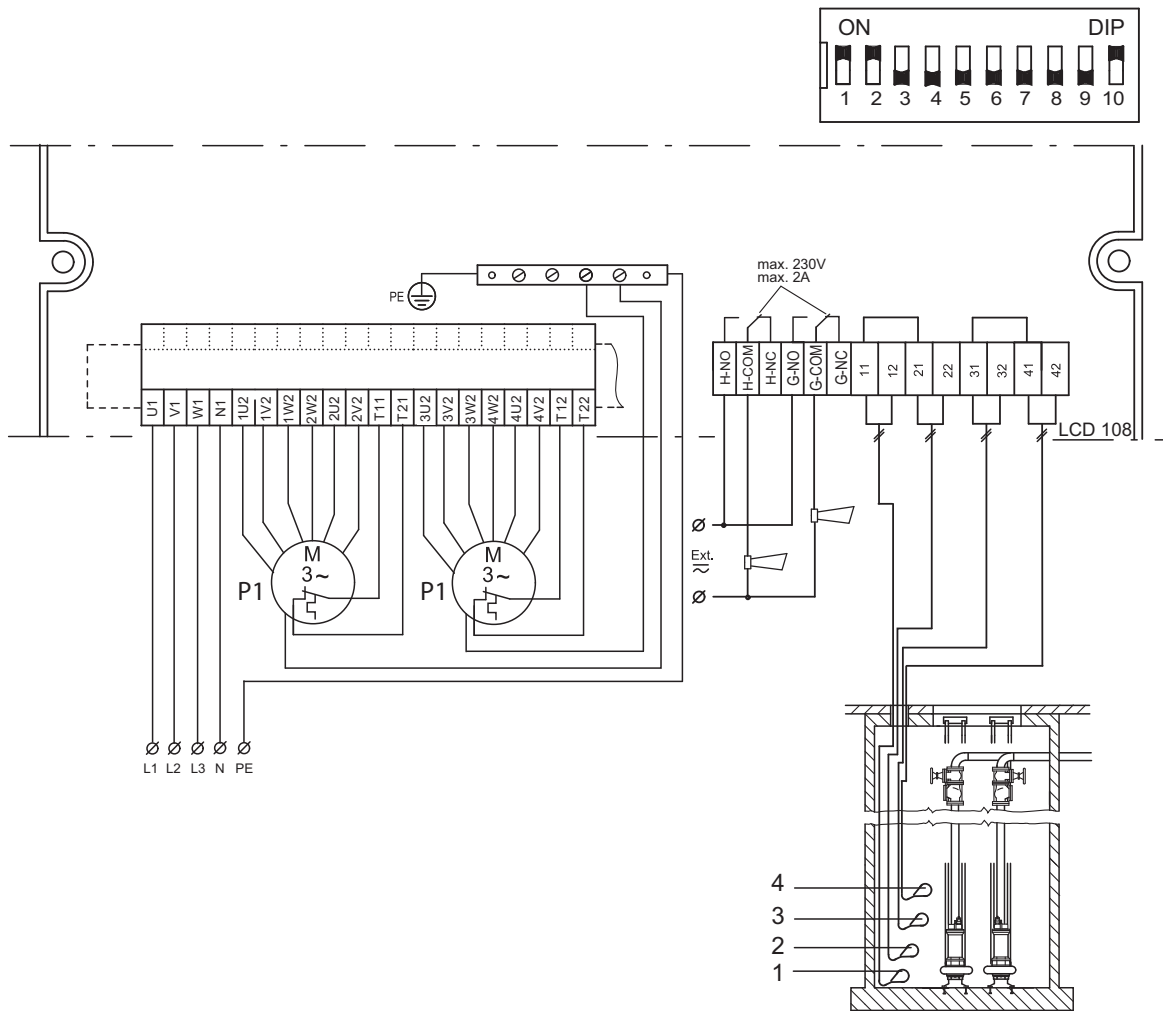 ON DIP
1 2 3 4 5 6 7 8 9 10
max. 230V
max. 2A
PE
H-NO H-COM H-NC G-NO G-COM G-NC 11 12 21 22 31 32 41 42
U1 V1 W1 N1 1U2 1V2 1W2 2W2 2U2 2V2 T11 T21 3U2 3V2 3W2 4W2 4U2 4V2 T12 T22
LCD 108
Ext.
≂
M
3~
P1
M
3~
P1
L1 L2 L3 N PE
4
3
2
1